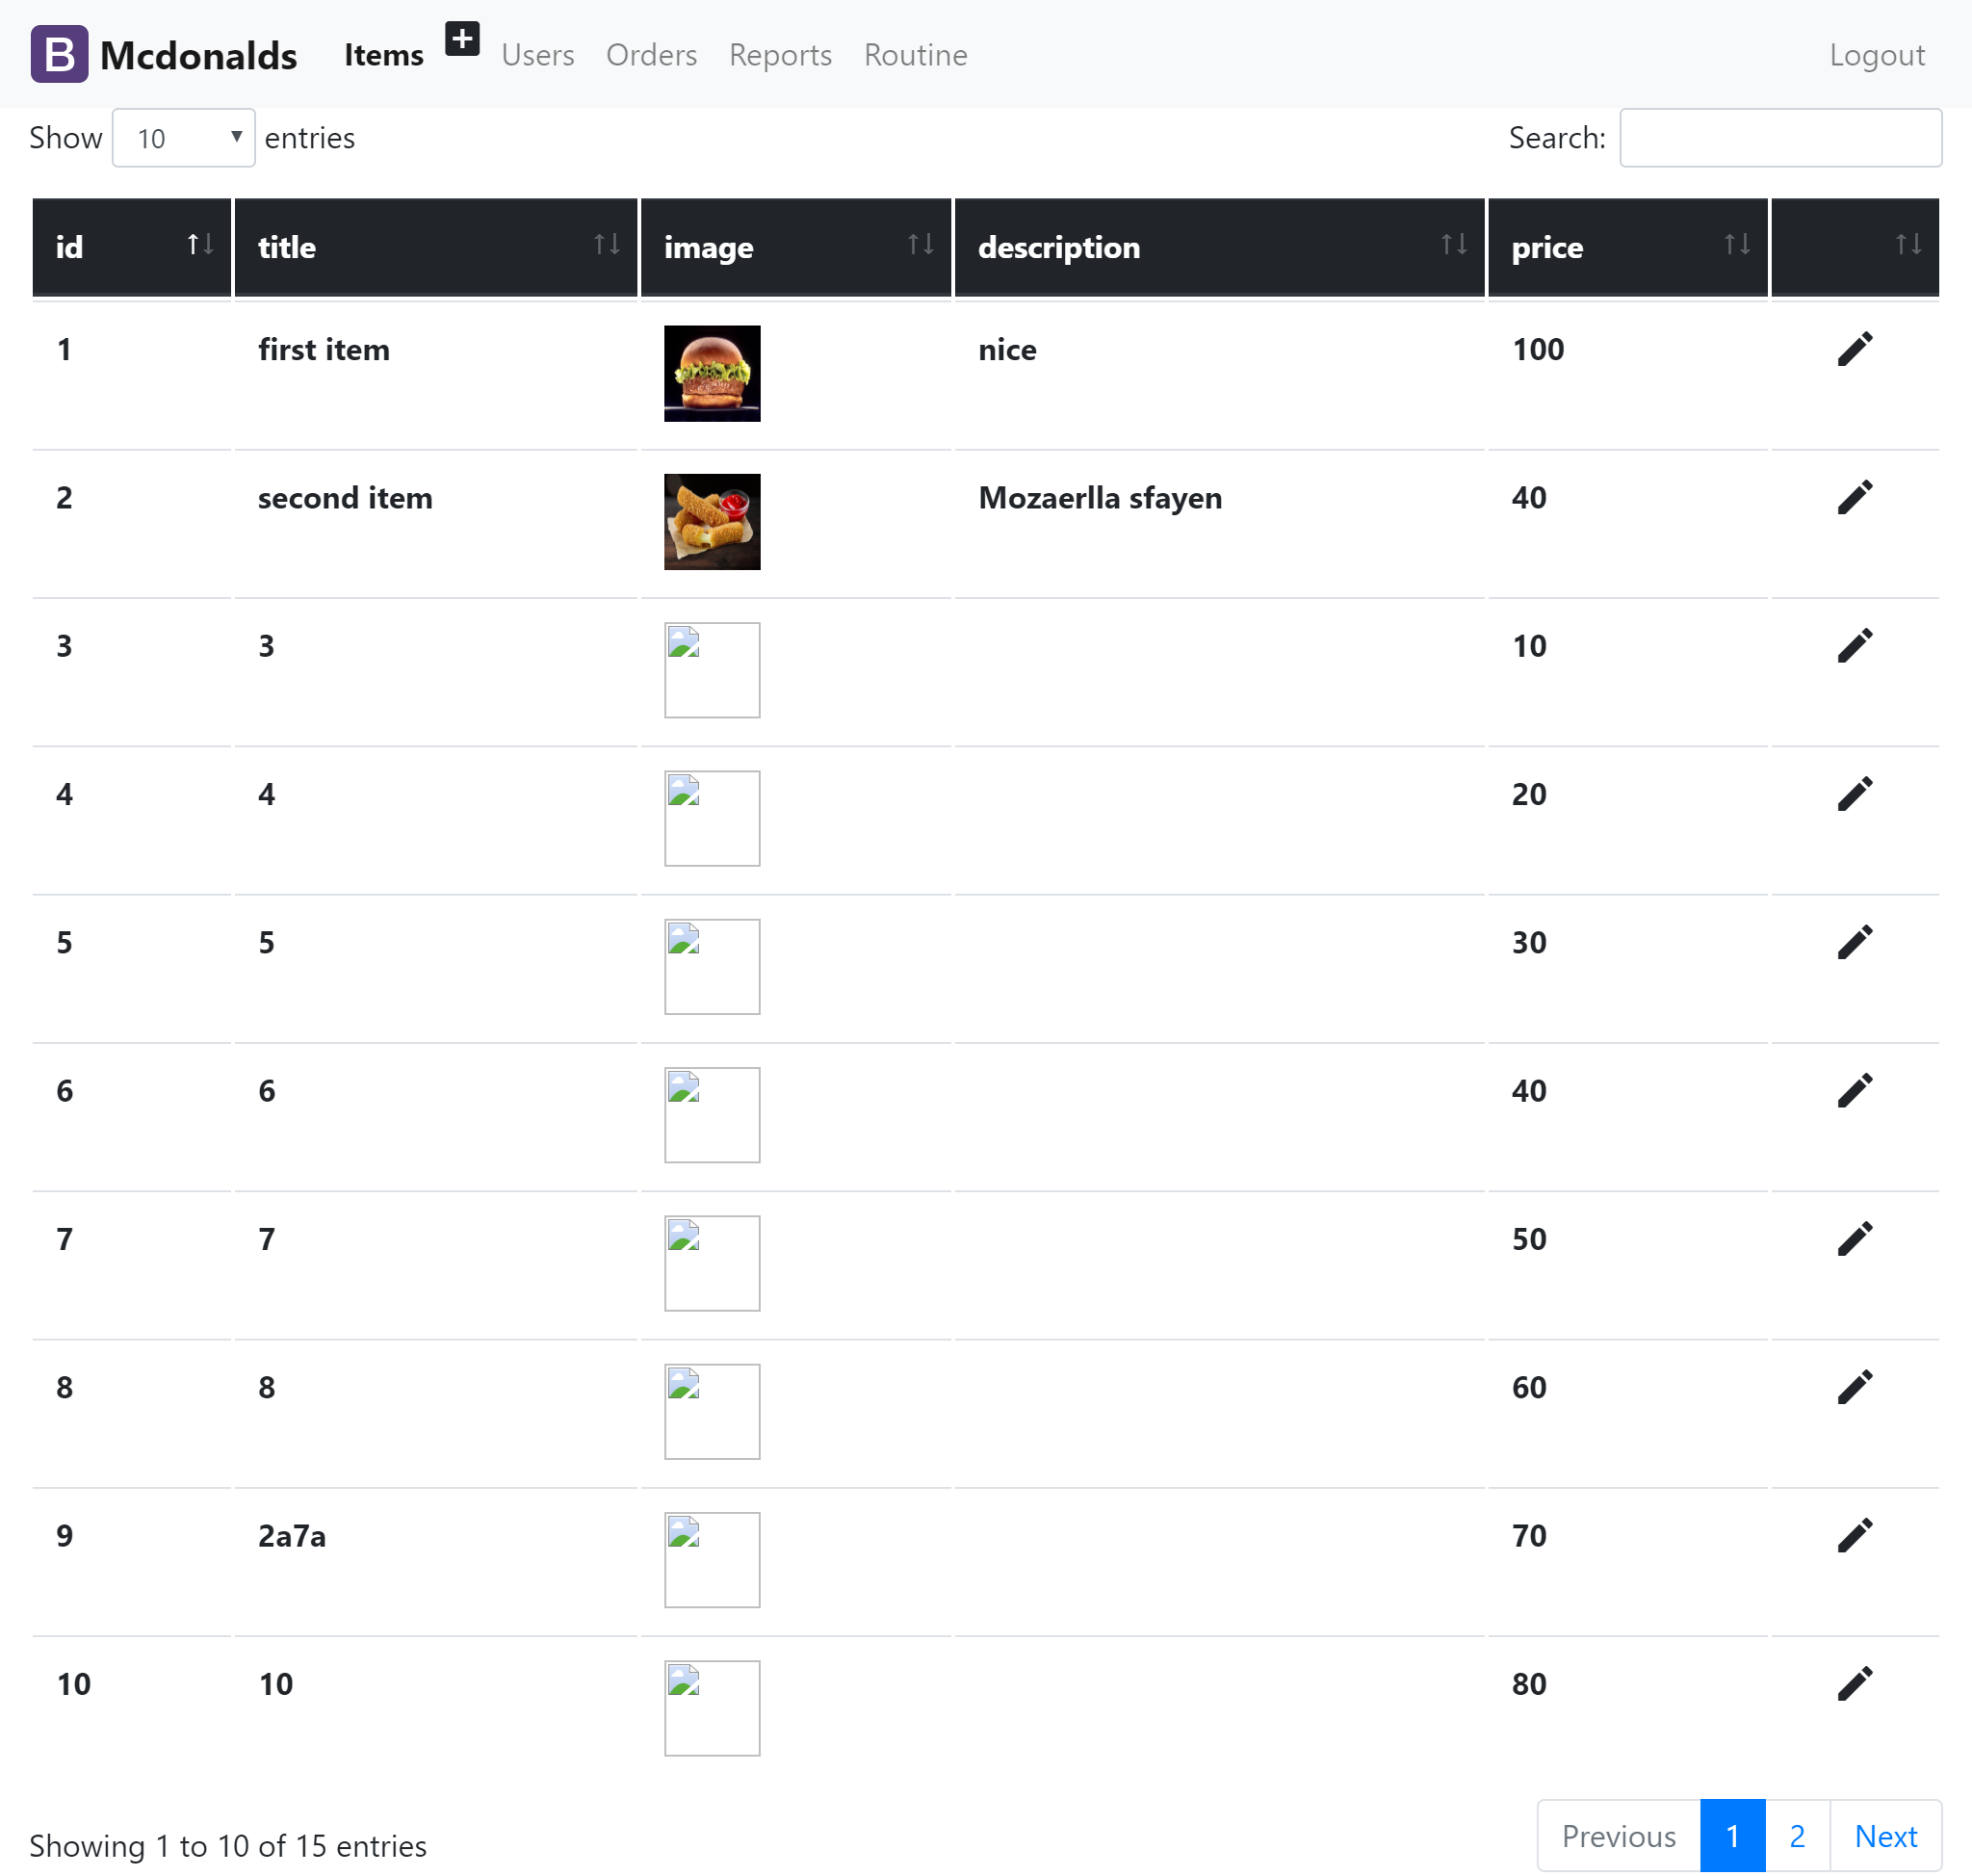 B Mcdonalds Items Users Orders Reports Routine Logout
Show 10 entries Search:
id title image description price
1 first item nice 100
2 second item Mozaerlla sfayen 40
3 3 10
4 4 20
5 5 30
6 6 40
7 7 50
8 8 60
9 2a7a 70
10 10 80
Showing 1 to 10 of 15 entries Previous 1 2 Next